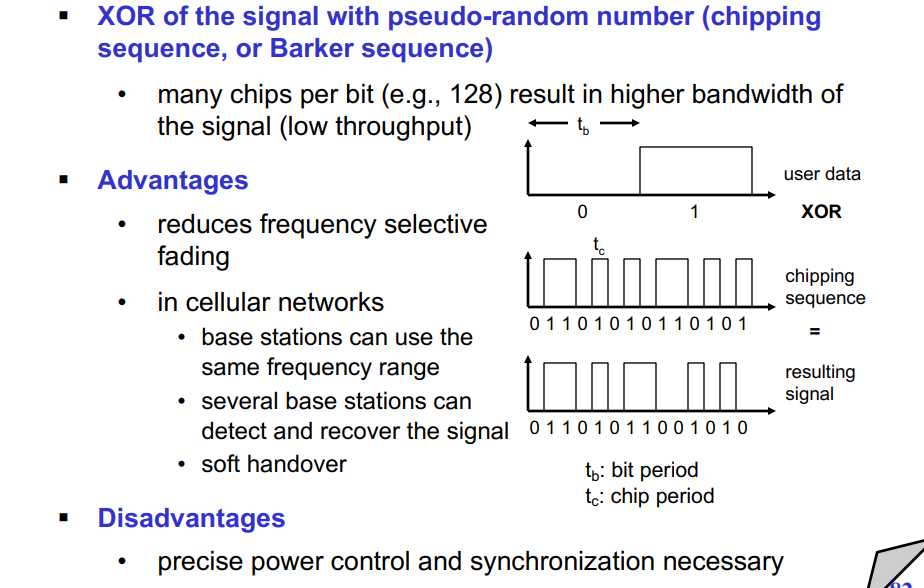 ▪ XOR of the signal with pseudo-random number (chipping
sequence, or Barker sequence)
• many chips per bit (e.g., 128) result in higher bandwidth of
the signal (low throughput)
▪ Advantages
• reduces frequency selective
fading
• in cellular networks
• base stations can use the
same frequency range
• several base stations can
detect and recover the signal
• soft handover
▪ Disadvantages
• precise power control and synchronization necessary
tb
user data
0 1 XOR
tc
chipping
sequence
0 1 1 0 1 0 1 0 1 1 0 1 0 1
=
resulting
signal
0 1 1 0 1 0 1 1 0 0 1 0 1 0
tb: bit period
tc: chip period